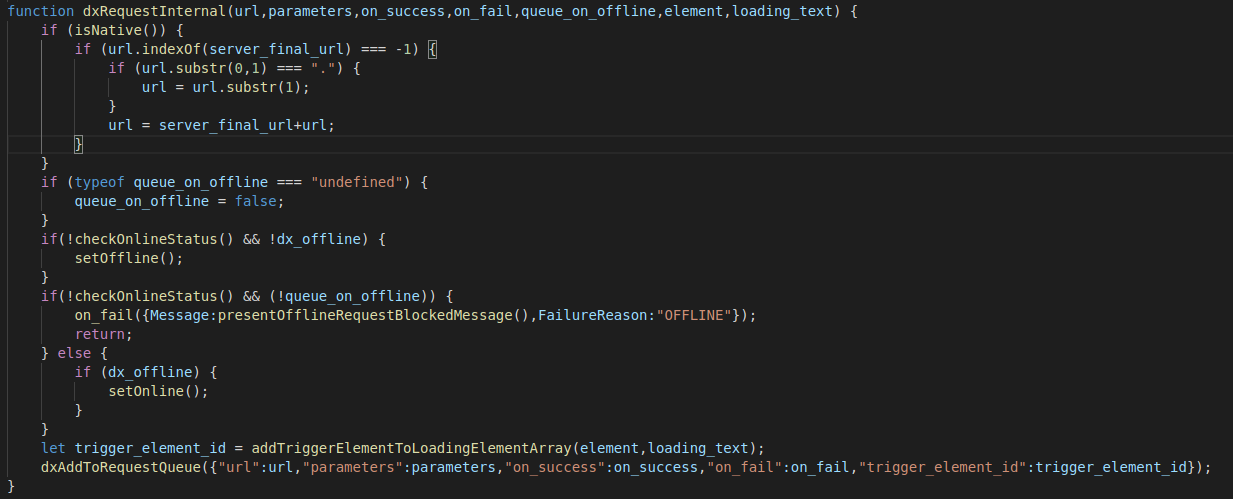 function dxRequestInternal(url,parameters,on_success,on_fail,queue_on_offline,element,loading_text) {
    if (isNative()) {
        if (url.indexOf(server_final_url) === -1) {
            if (url.substr(0,1) === ".") {
                url = url.substr(1);
            }
            url = server_final_url+url;
        }
    }
    if (typeof queue_on_offline === "undefined") {
        queue_on_offline = false;
    }
    if(!checkOnlineStatus() && !dx_offline) {
        setOffline();
    }
    if(!checkOnlineStatus() && (!queue_on_offline)) {
        on_fail({Message:presentOfflineRequestBlockedMessage(),FailureReason:"OFFLINE"});
        return;
    } else {
        if (dx_offline) {
            setOnline();
        }
    }
    let trigger_element_id = addTriggerElementToLoadingElementArray(element,loading_text);
    dxAddToRequestQueue({"url":url,"parameters":parameters,"on_success":on_success,"on_fail":on_fail,"trigger_element_id":trigger_element_id});
}